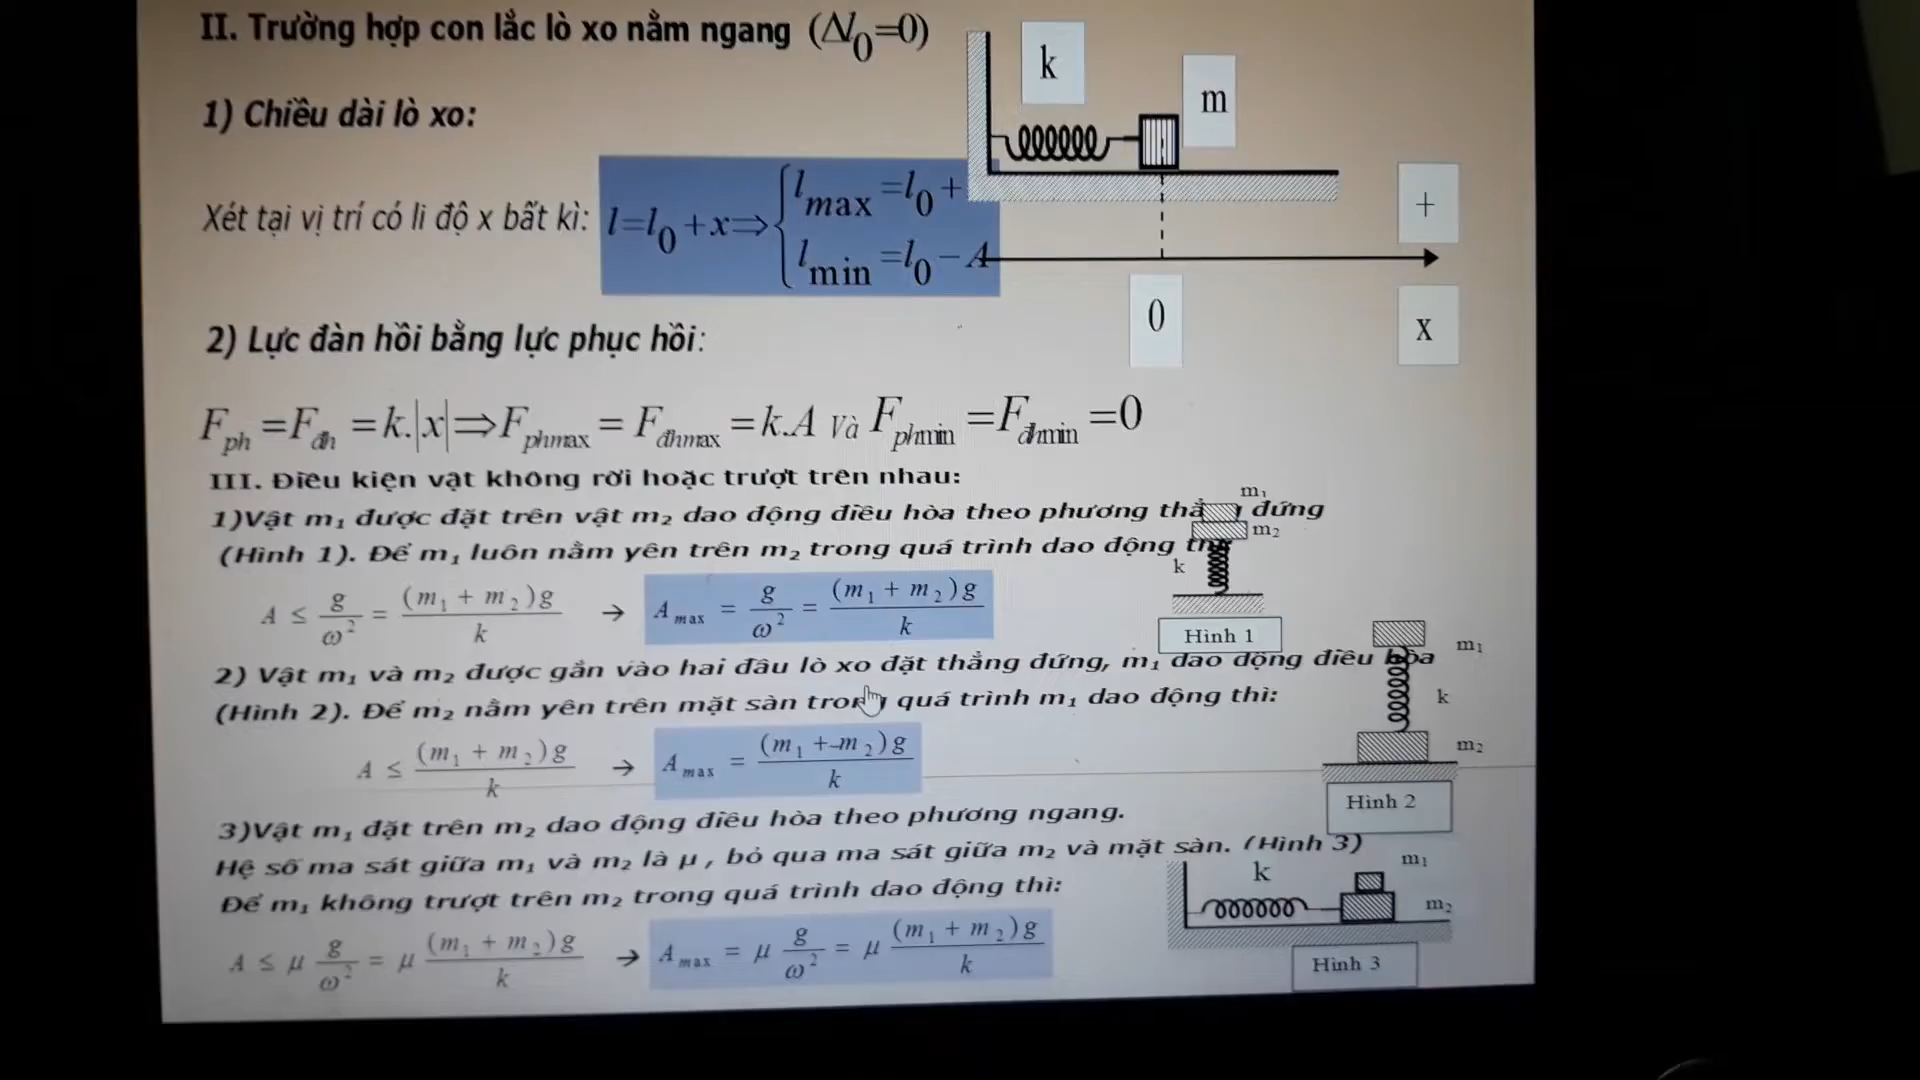 II. Trường hợp con lắc lò xo nằm ngang (Δl₀=0)
k
m
1) Chiều dài lò xo:
Xét tại vị trí có li độ x bất kì: l=l₀+x⇒{lmax=l₀+
lmin=l₀−A
+
0
x
2) Lực đàn hồi bằng lực phục hồi:
Fph=Fđh=k.|x|⇒Fphmax=Fđhmax=k.A và Fphmin=Fđhmin=0
III. Điều kiện vật không rời hoặc trượt trên nhau:
1)Vật m₁ được đặt trên vật m₂ dao động điều hòa theo phương đứng
(Hình 1). Để m₁ luôn nằm yên trên m₂ trong quá trình dao động
m₁
m₂
k
Hình 1
A ≤ g/ω² = (m₁ + m₂)g/k → Amax = g/ω² = (m₁ + m₂)g/k
2) Vật m₁ và m₂ được gắn vào hai đầu lò xo đặt thẳng đứng, m₁ dao động điều hòa
(Hình 2). Để m₂ nằm yên trên mặt sàn trong quá trình m₁ dao động thì:
m₁
k
m₂
Hình 2
A ≤ (m₁ + m₂)g/k → Amax = (m₁ + m₂)g/k
3)Vật m₁ đặt trên m₂ dao động điều hòa theo phương ngang.
Hệ số ma sát giữa m₁ và m₂ là μ , bỏ qua ma sát giữa m₂ và mặt sàn. (Hình 3)
Để m₁ không trượt trên m₂ trong quá trình dao động thì:
k
m₁
m₂
Hình 3
A ≤ μ g/ω² = μ (m₁ + m₂)g/k → Amax = μ g/ω² = μ (m₁ + m₂)g/k